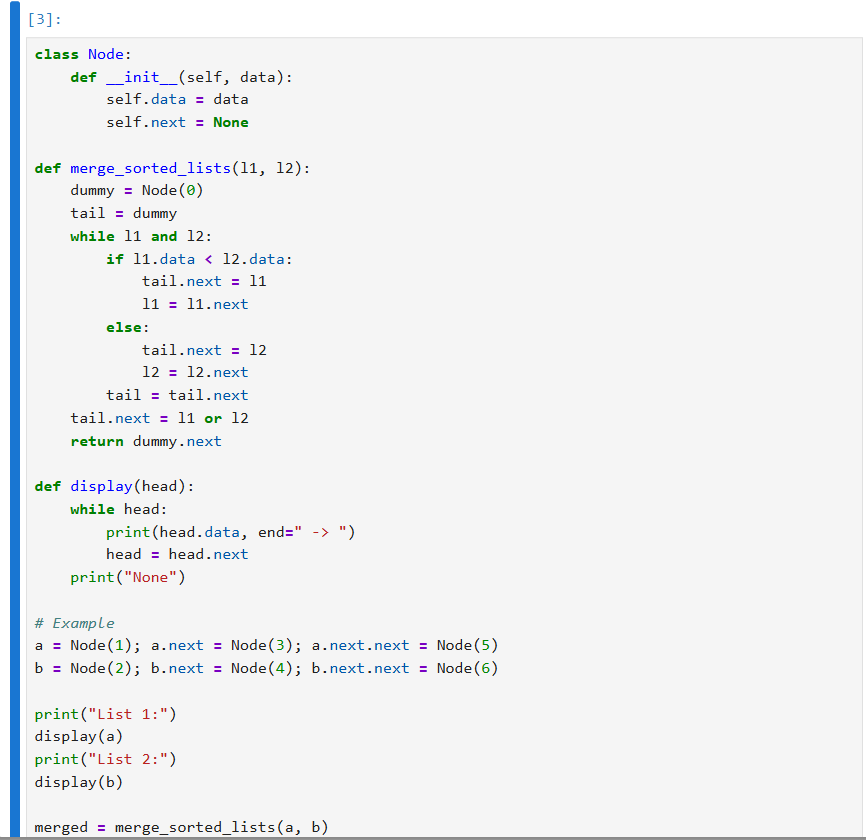 [3]:
class Node:
    def __init__(self, data):
        self.data = data
        self.next = None

def merge_sorted_lists(l1, l2):
    dummy = Node(0)
    tail = dummy
    while l1 and l2:
        if l1.data < l2.data:
            tail.next = l1
            l1 = l1.next
        else:
            tail.next = l2
            l2 = l2.next
        tail = tail.next
    tail.next = l1 or l2
    return dummy.next

def display(head):
    while head:
        print(head.data, end=" -> ")
        head = head.next
    print("None")

# Example
a = Node(1); a.next = Node(3); a.next.next = Node(5)
b = Node(2); b.next = Node(4); b.next.next = Node(6)

print("List 1:")
display(a)
print("List 2:")
display(b)

merged = merge_sorted_lists(a, b)